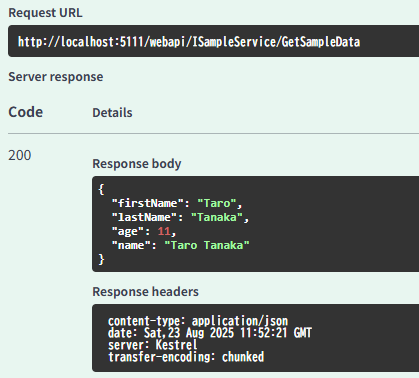 Request URL
http://localhost:5111/webapi/ISampleService/GetSampleData
Server response
Code Details
200
Response body
{
  "firstName": "Taro",
  "lastName": "Tanaka",
  "age": 11,
  "name": "Taro Tanaka"
}
Response headers
content-type: application/json
date: Sat,23 Aug 2025 11:52:21 GMT
server: Kestrel
transfer-encoding: chunked